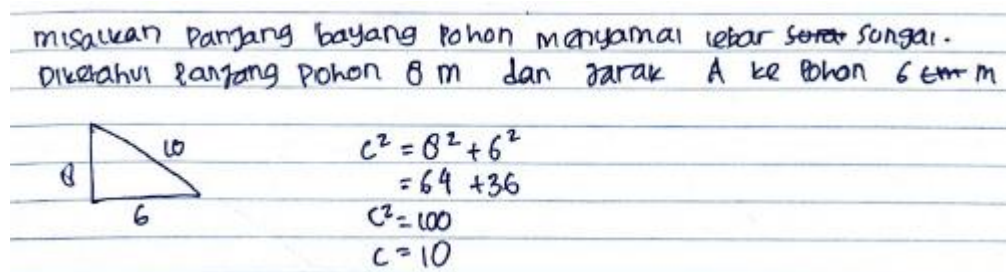 misalkan panjang bayang pohon menyamai lebar sungai.
Diketahui panjang pohon 8 m dan jarak A ke pohon 6 m
8
10
6
c² = 8² + 6²
= 64 + 36
c² = 100
c = 10